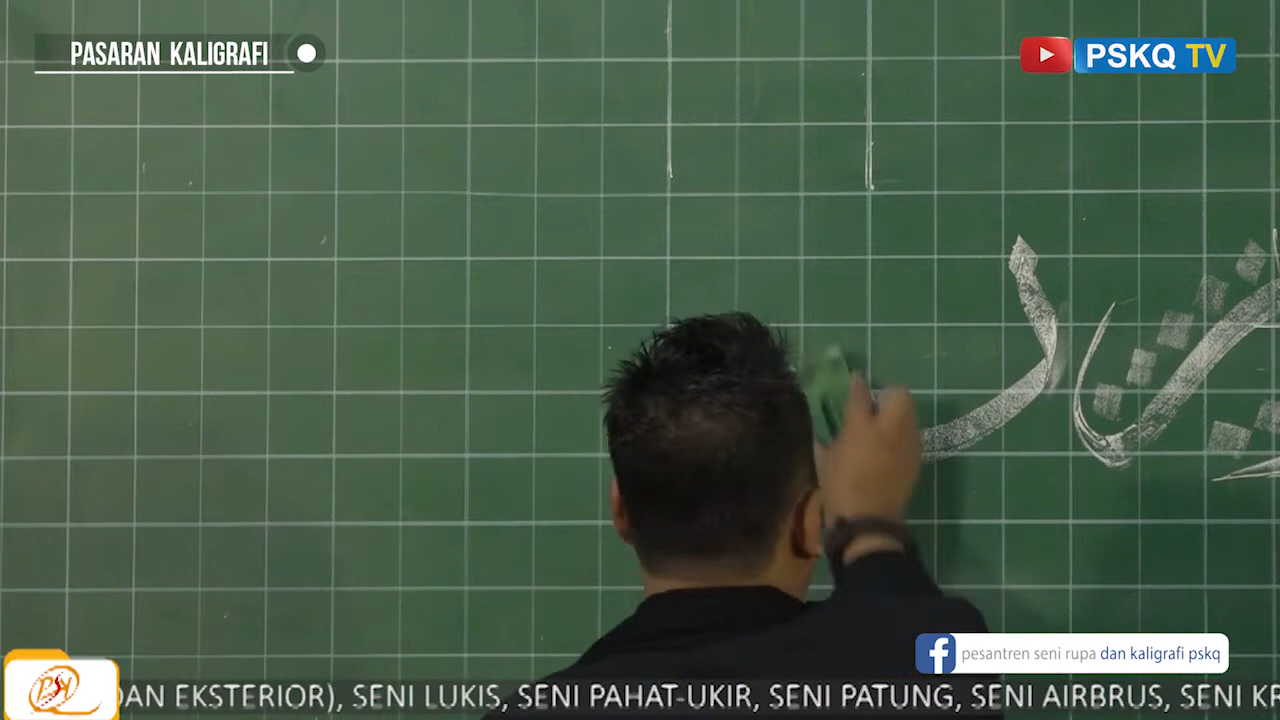 PASARAN KALIGRAFI
PSKQ TV
pesantren seni rupa dan kaligrafi pskq
DAN EKSTERIOR), SENI LUKIS, SENI PAHAT-UKIR, SENI PATUNG, SENI AIRBRUS, SENI